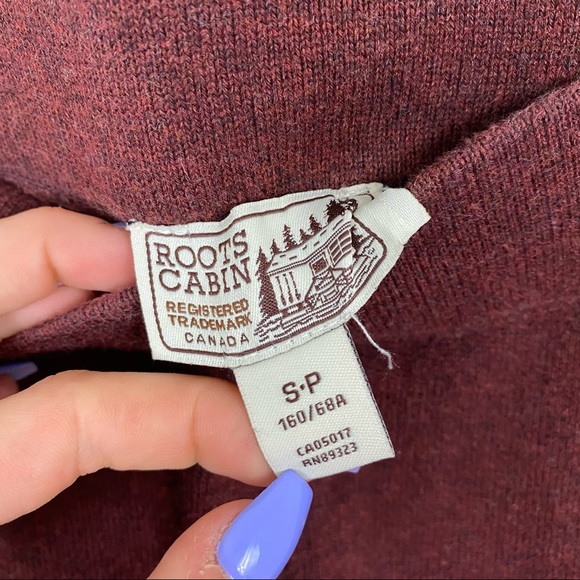 ROOTS
CABIN
REGISTERED
TRADEMARK
CANADA
S•P
160/68A
CA05017
RN89323